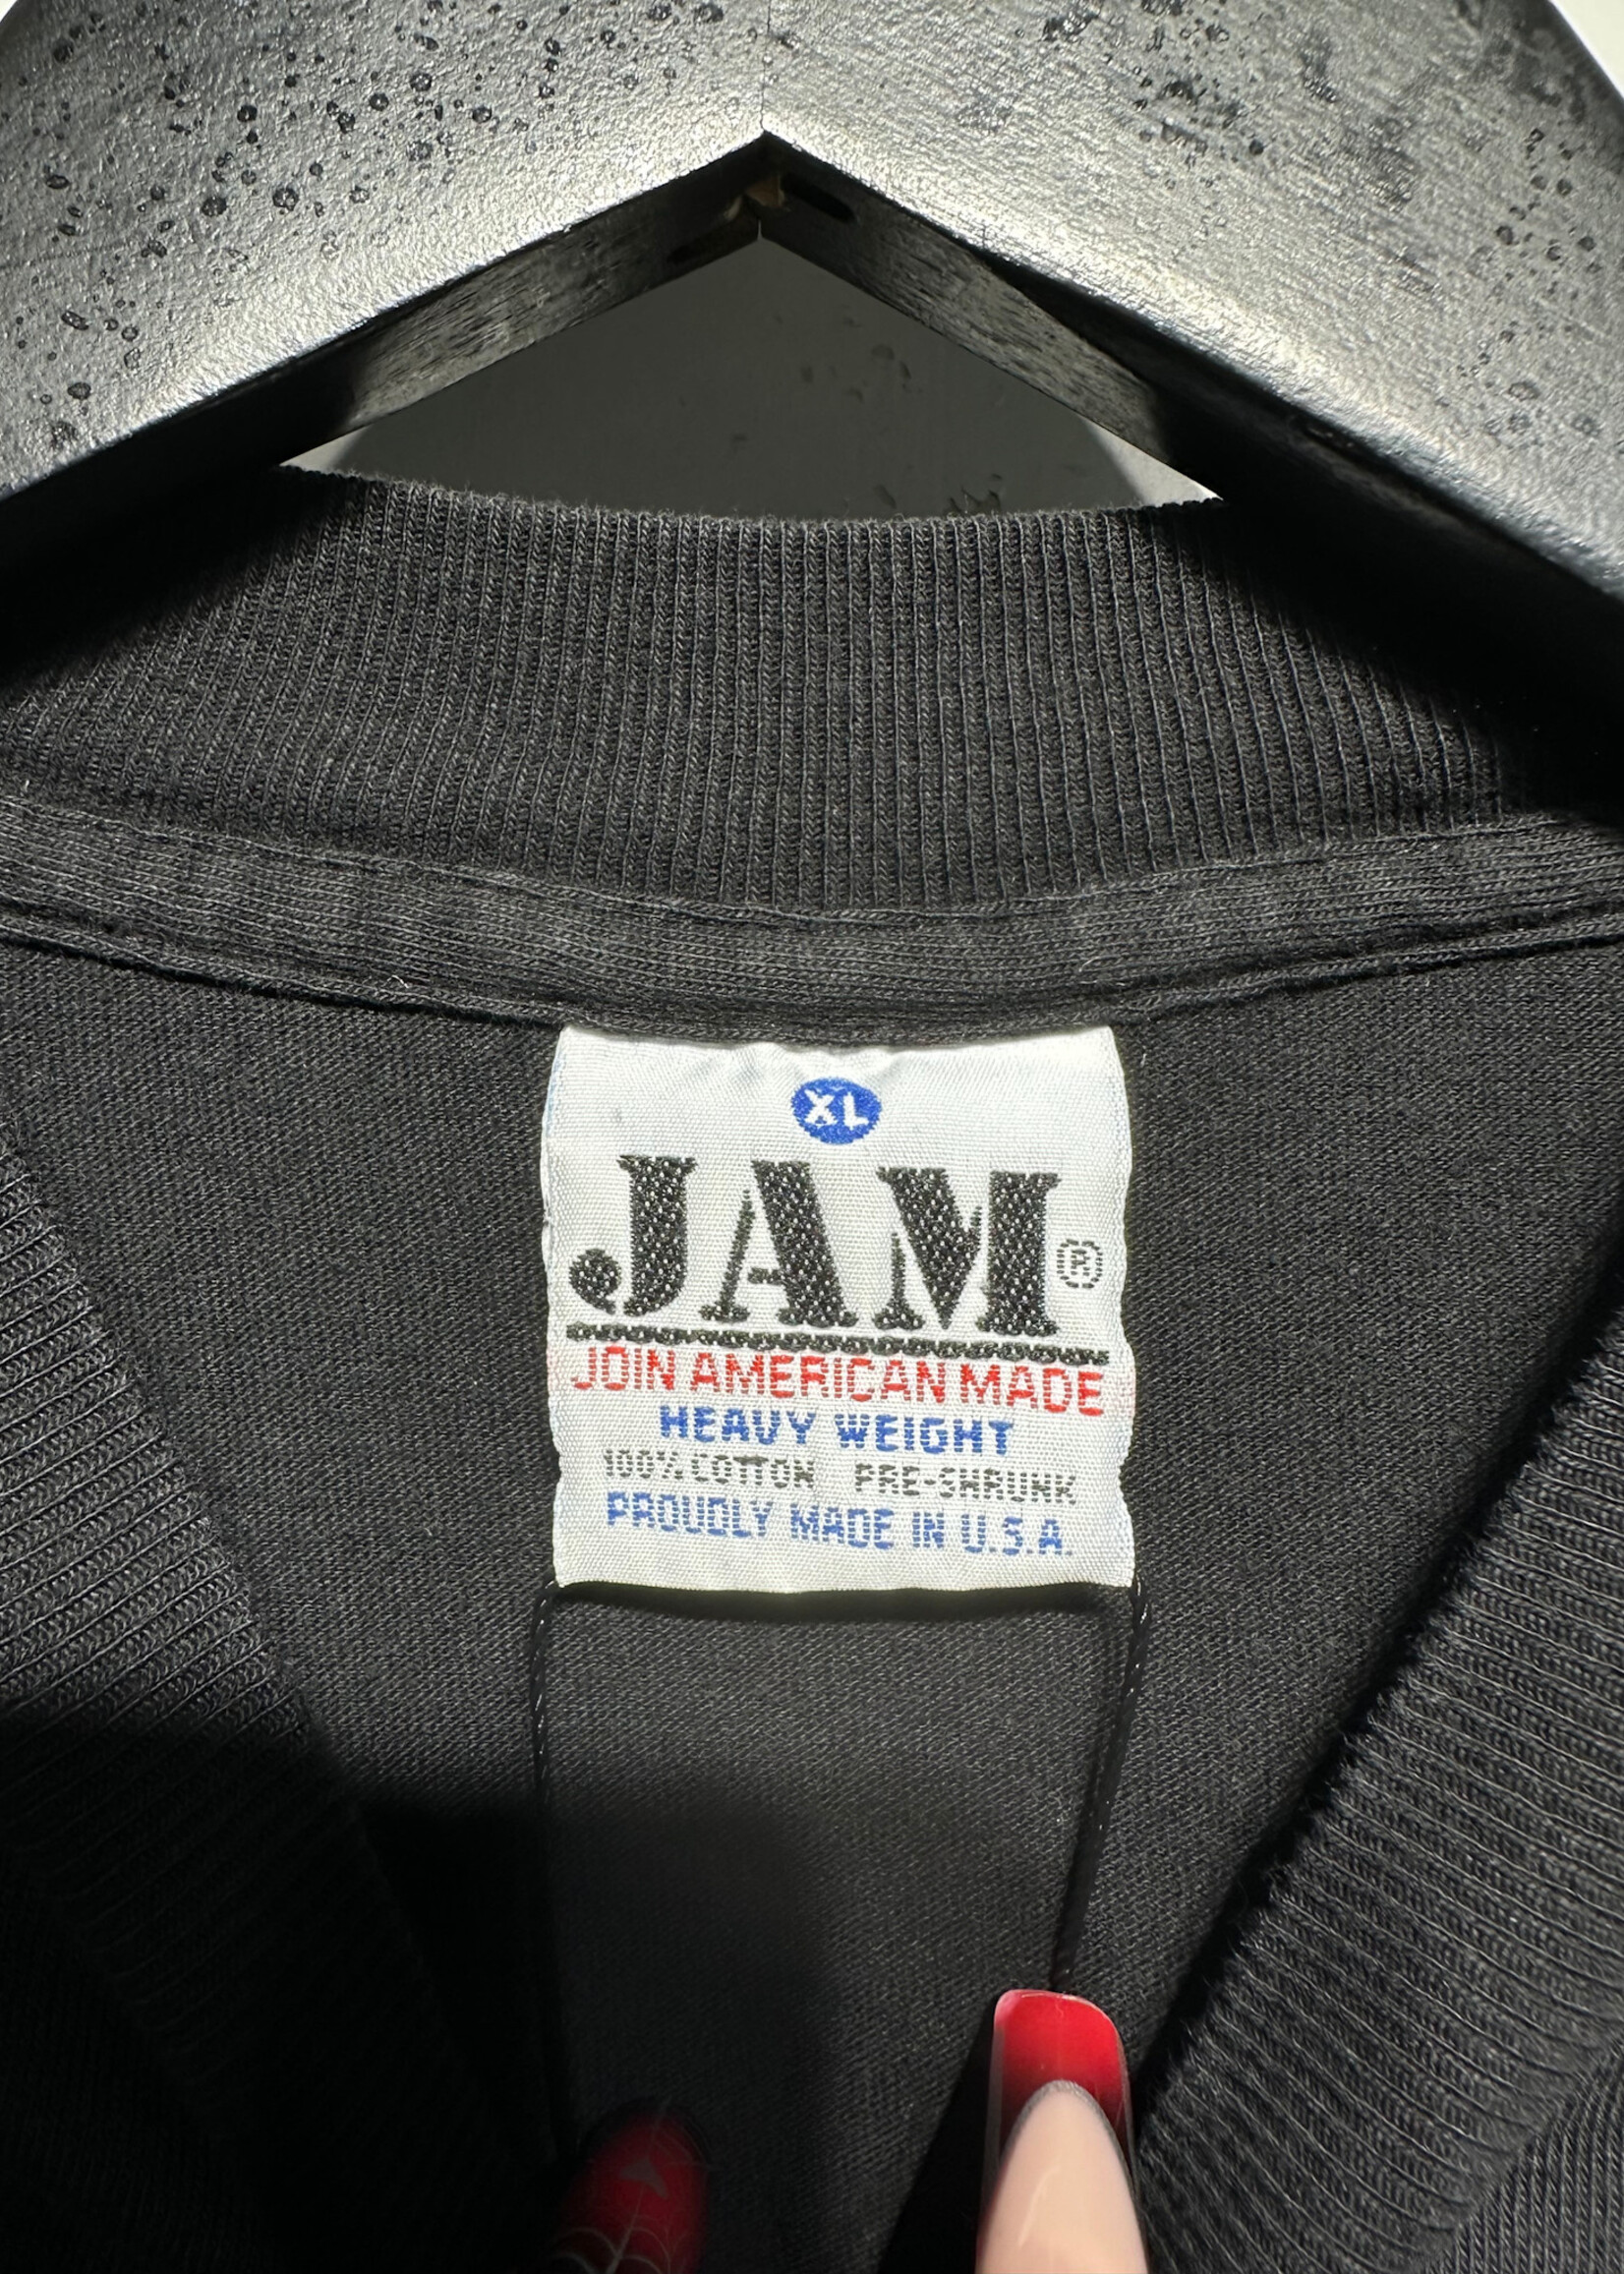 XL
JAM®
JOIN AMERICAN MADE
HEAVY WEIGHT
100% COTTON PRE-SHRUNK
PROUDLY MADE IN U.S.A.